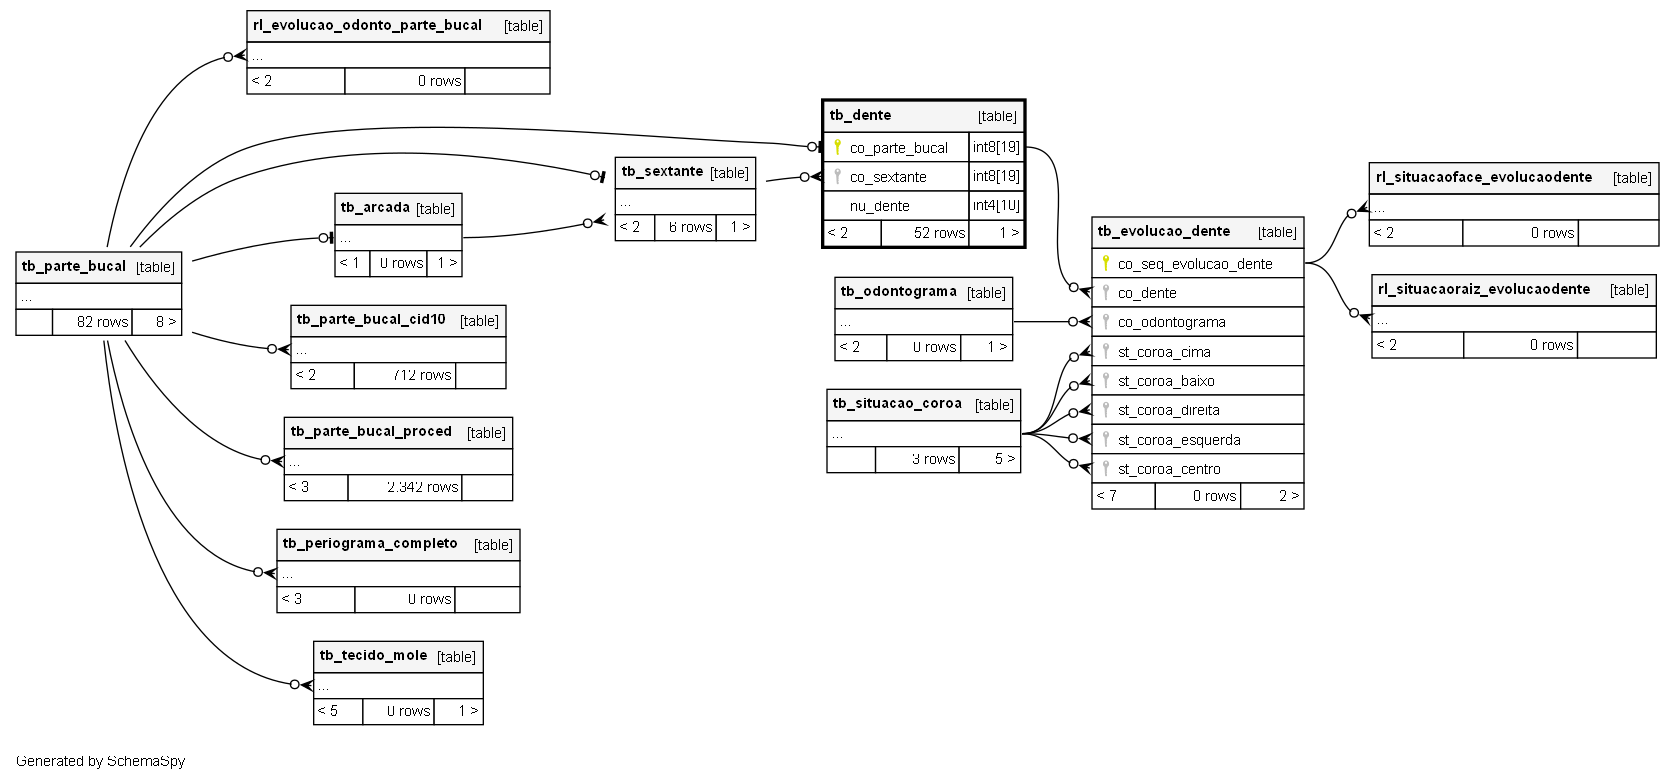 rl_evolucao_odonto_parte_bucal [table]
...
< 2 0 rows
tb_dente [table]
co_parte_bucal int8[19]
co_sextante int8[19]
nu_dente int4[10]
< 2 52 rows 1 >
tb_sextante [table]
...
< 2 6 rows 1 >
tb_arcada [table]
...
< 1 0 rows 1 >
tb_parte_bucal [table]
...
82 rows 8 >
tb_parte_bucal_cid10 [table]
...
< 2 712 rows
tb_parte_bucal_proced [table]
...
< 3 2.342 rows
tb_periograma_completo [table]
...
< 3 0 rows
tb_tecido_mole [table]
...
< 5 0 rows 1 >
tb_odontograma [table]
...
< 2 0 rows 1 >
tb_situacao_coroa [table]
...
3 rows 5 >
tb_evolucao_dente [table]
co_seq_evolucao_dente
co_dente
co_odontograma
st_coroa_cima
st_coroa_baixo
st_coroa_direita
st_coroa_esquerda
st_coroa_centro
< 7 0 rows 2 >
rl_situacaoface_evolucaodente [table]
...
< 2 0 rows
rl_situacaoraiz_evolucaodente [table]
...
< 2 0 rows
Generated by SchemaSpy